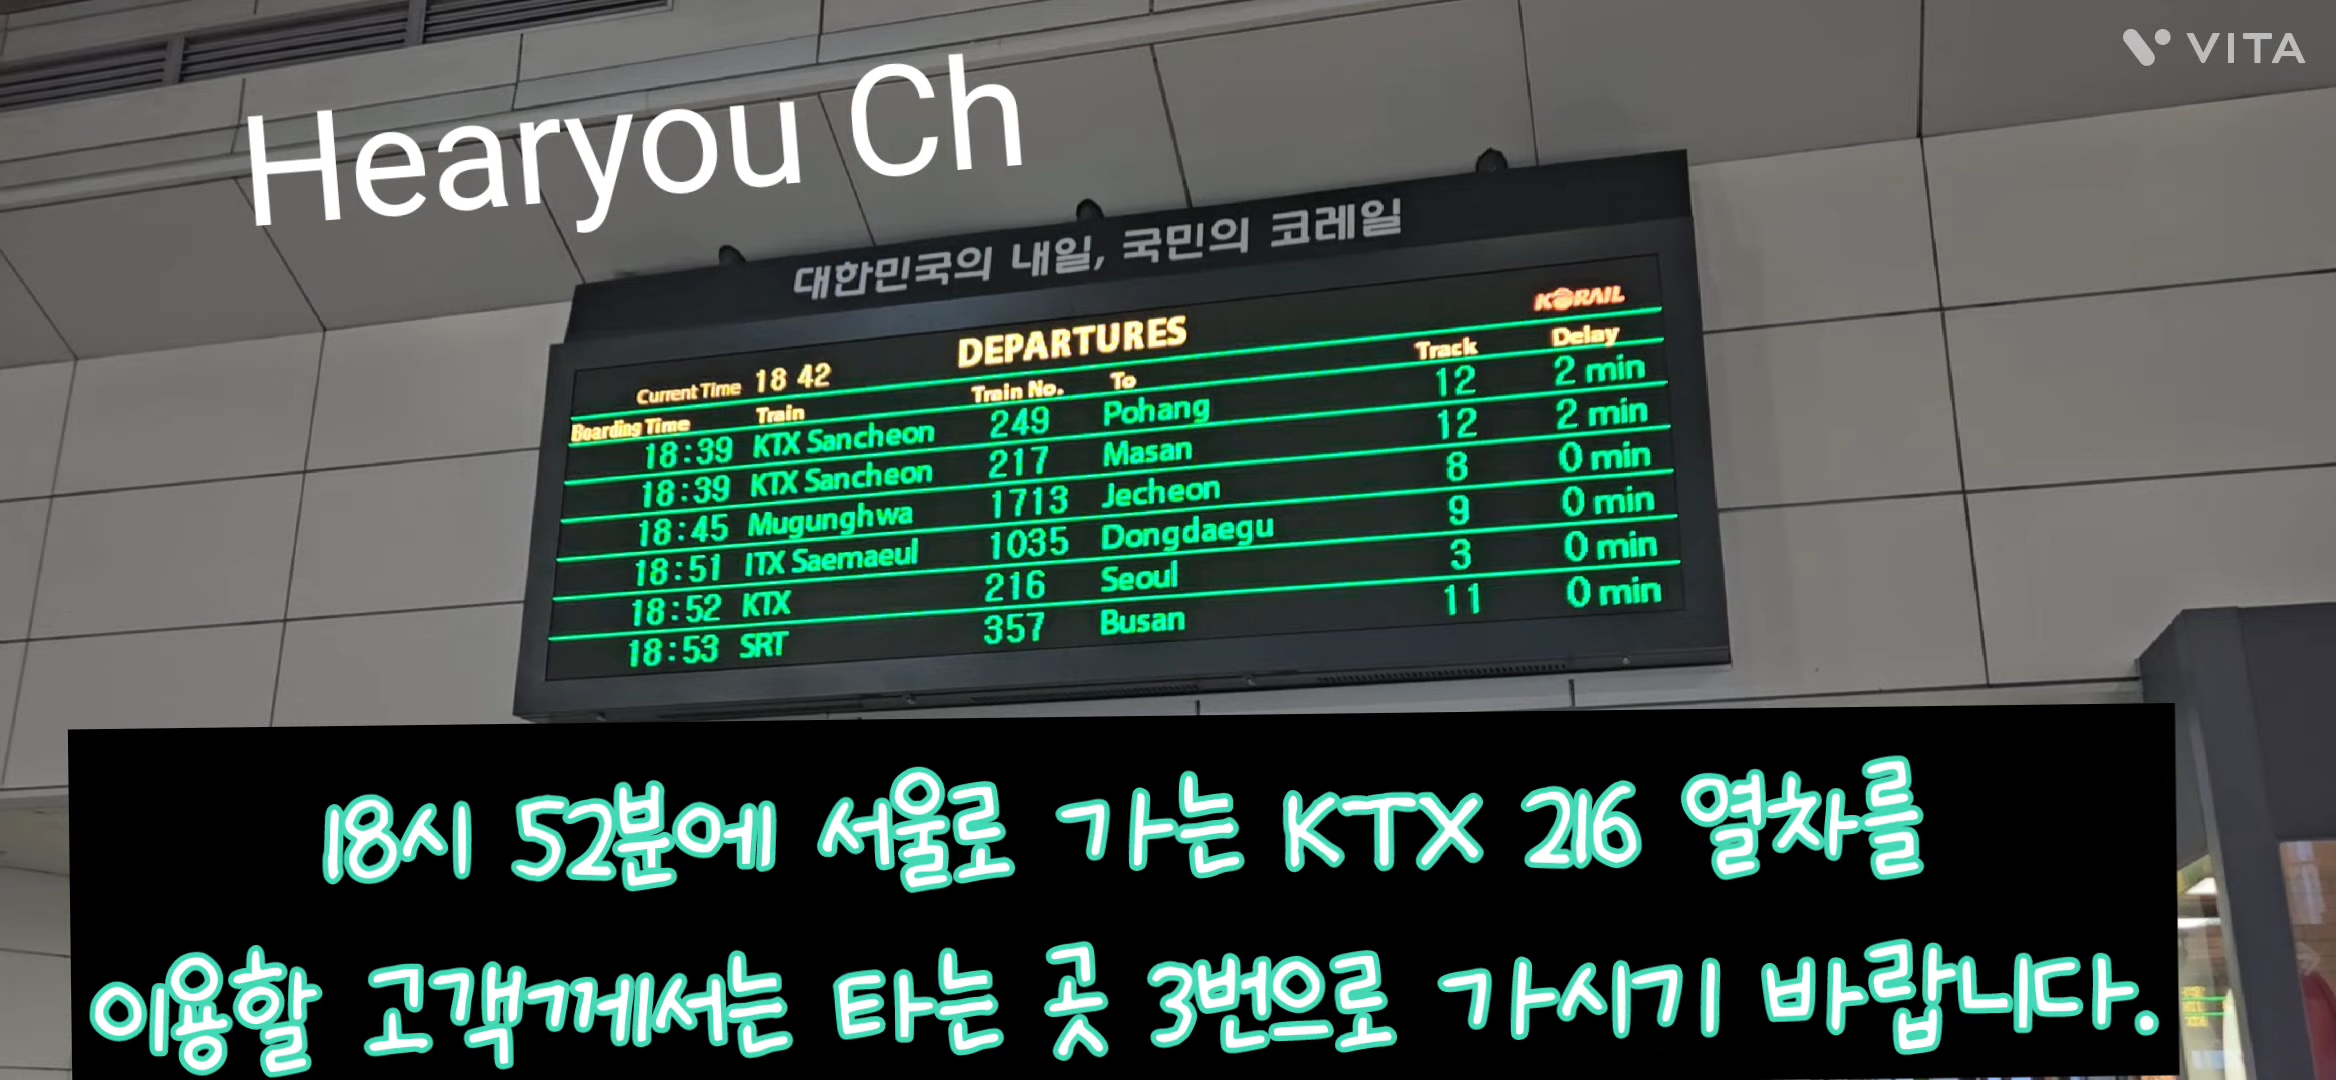 VITA
Hearyou Ch
대한민국의 내일, 국민의 코레일
KORAIL
DEPARTURES
Current Time 18 42
Boarding Time Train Train No. To Track Delay
18:39 KTX Sancheon 249 Pohang 12 2 min
18:39 KTX Sancheon 217 Masan 12 2 min
18:45 Mugunghwa 1713 Jecheon 8 0 min
18:51 ITX Saemaeul 1035 Dongdaegu 9 0 min
18:52 KTX 216 Seoul 3 0 min
18:53 SRT 357 Busan 11 0 min
18시 52분에 서울로 가는 KTX 216 열차를
이용할 고객께서는 타는 곳 3번으로 가시기 바랍니다.